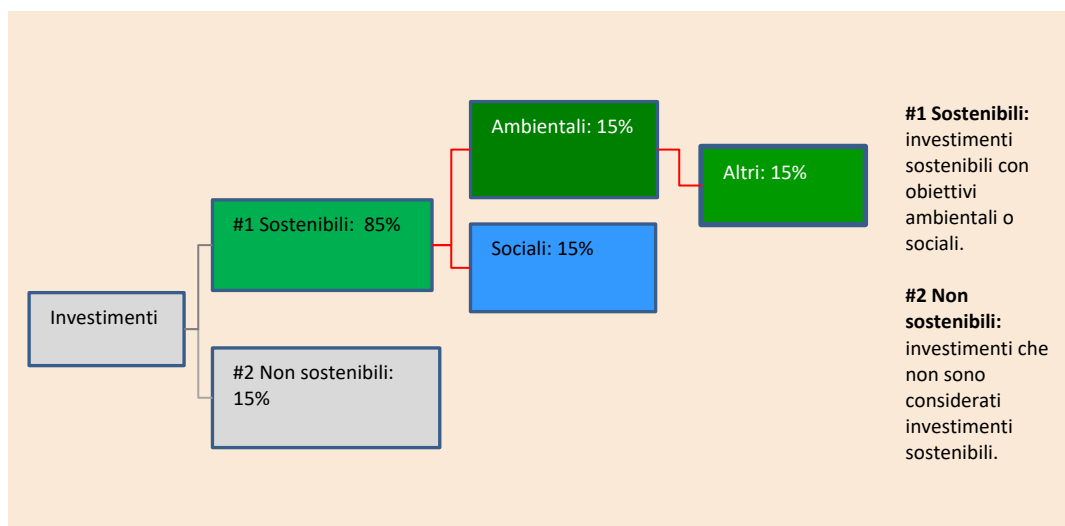 Investimenti
#1 Sostenibili:  85%
#2 Non sostenibili:
15%
Ambientali: 15%
Sociali: 15%
Altri: 15%
#1 Sostenibili:
investimenti
sostenibili con
obiettivi
ambientali o
sociali.
#2 Non
sostenibili:
investimenti che
non sono
considerati
investimenti
sostenibili.